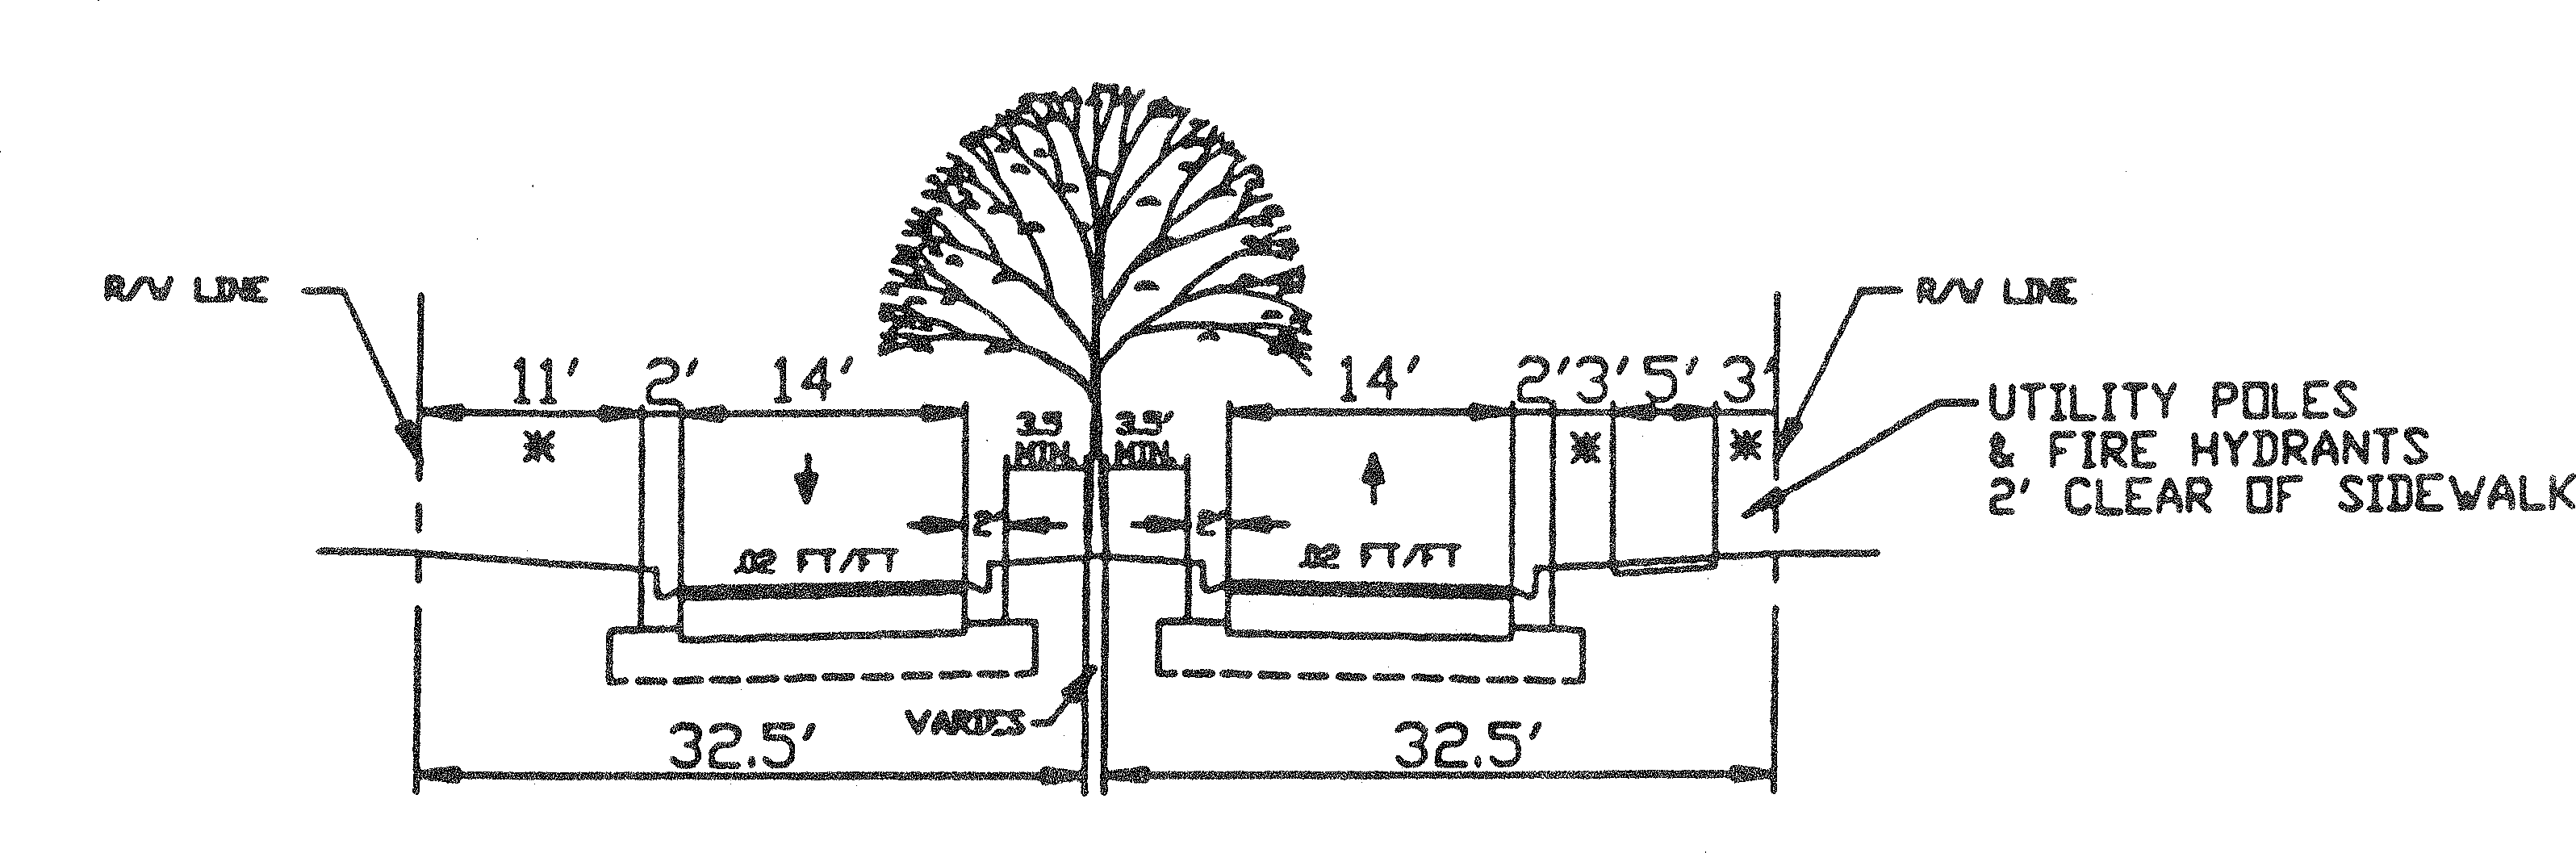 R/W LINE
R/W LINE
11' 2' 14'
14' 2' 3' 5' 3'
UTILITY POLES
& FIRE HYDRANTS
2' CLEAR OF SIDEWALK
3.5 3.5'
MIN. MIN.
2' 2'
.02 FT/FT .02 FT/FT
VARIES
32.5' 32.5'